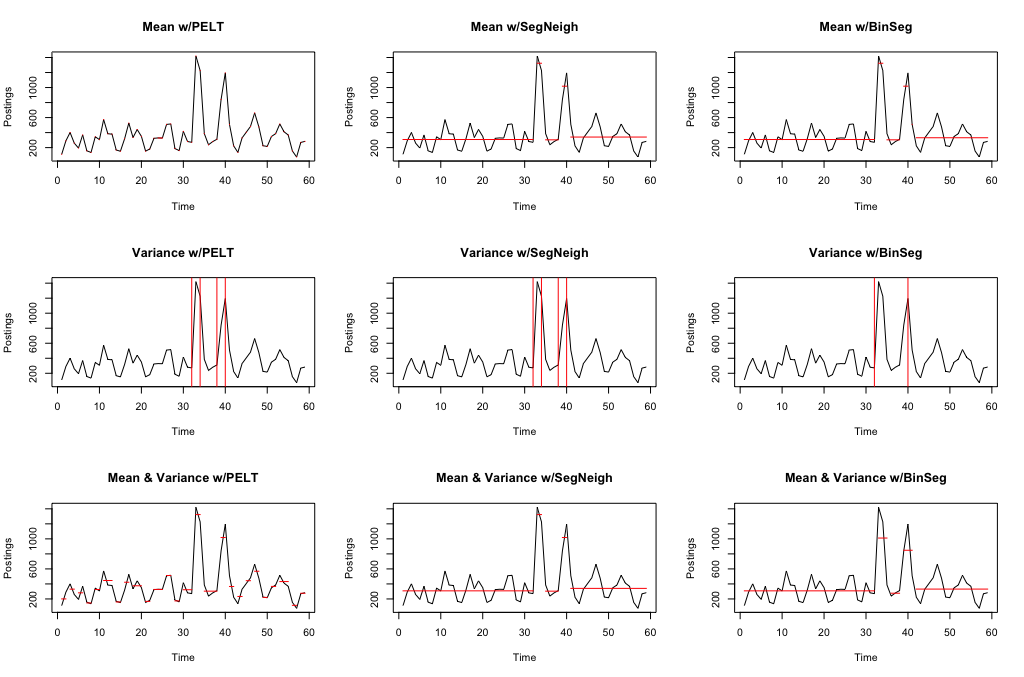 Mean w/PELT
Postings
200 600 1000
0 10 20 30 40 50 60
Time
Mean w/SegNeigh
Postings
200 600 1000
0 10 20 30 40 50 60
Time
Mean w/BinSeg
Postings
200 600 1000
0 10 20 30 40 50 60
Time
Variance w/PELT
Postings
200 600 1000
0 10 20 30 40 50 60
Time
Variance w/SegNeigh
Postings
200 600 1000
0 10 20 30 40 50 60
Time
Variance w/BinSeg
Postings
200 600 1000
0 10 20 30 40 50 60
Time
Mean & Variance w/PELT
Postings
200 600 1000
0 10 20 30 40 50 60
Time
Mean & Variance w/SegNeigh
Postings
200 600 1000
0 10 20 30 40 50 60
Time
Mean & Variance w/BinSeg
Postings
200 600 1000
0 10 20 30 40 50 60
Time